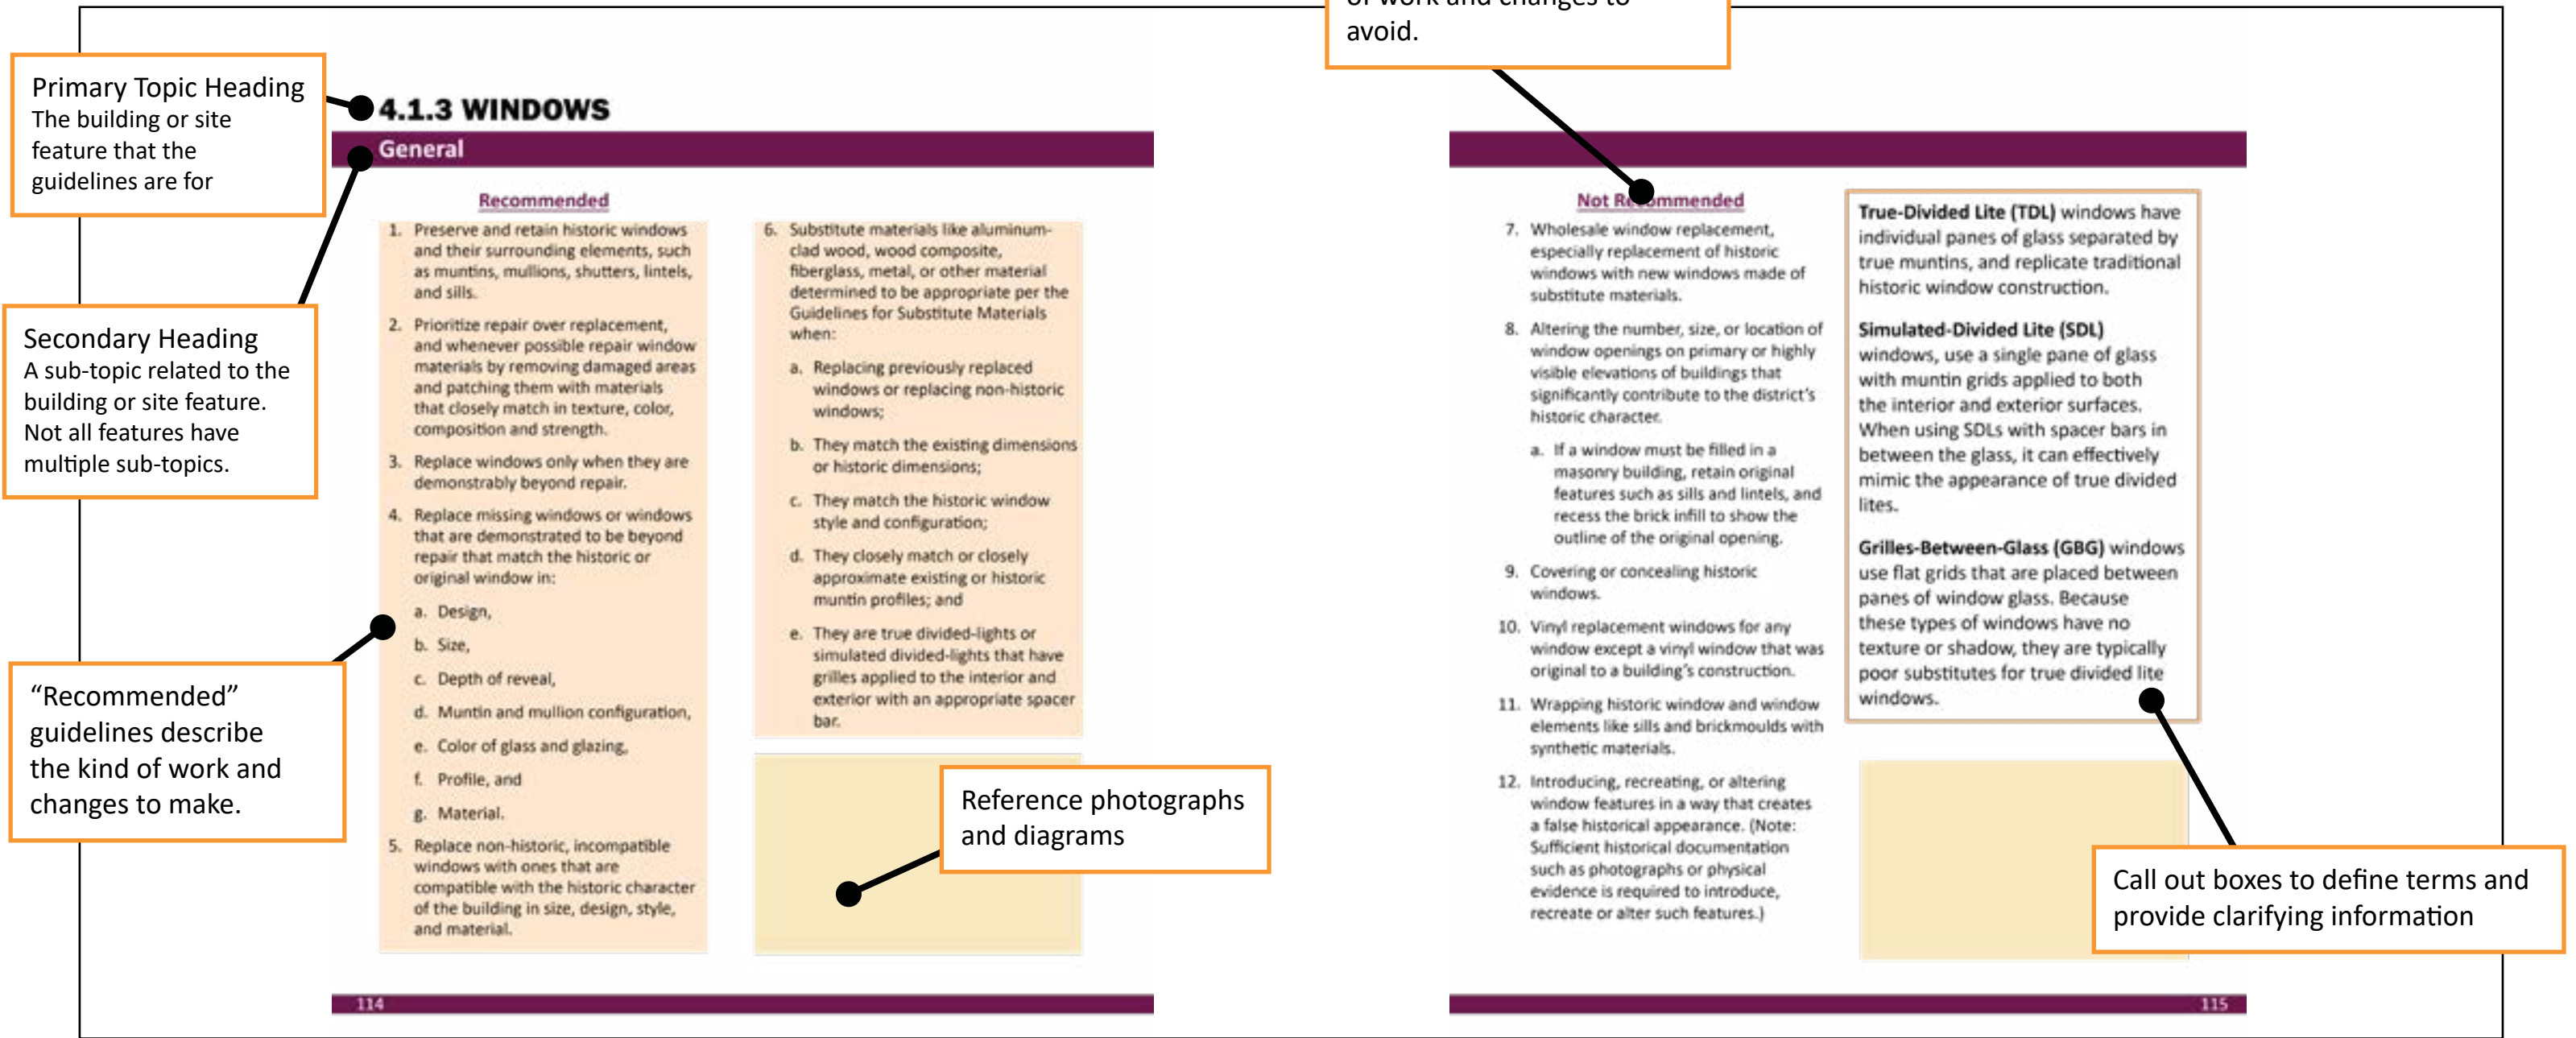 of work and changes to
avoid.
Primary Topic Heading
The building or site
feature that the
guidelines are for
Secondary Heading
A sub-topic related to the
building or site feature.
Not all features have
multiple sub-topics.
“Recommended”
guidelines describe
the kind of work and
changes to make.
4.1.3 WINDOWS
General
Recommended
1. Preserve and retain historic windows
and their surrounding elements, such
as muntins, mullions, shutters, lintels,
and sills.
2. Prioritize repair over replacement,
and whenever possible repair window
materials by removing damaged areas
and patching them with materials
that closely match in texture, color,
composition and strength.
3. Replace windows only when they are
demonstrably beyond repair.
4. Replace missing windows or windows
that are demonstrated to be beyond
repair that match the historic or
original window in:
a. Design,
b. Size,
c. Depth of reveal,
d. Muntin and mullion configuration,
e. Color of glass and glazing,
f. Profile, and
g. Material.
5. Replace non-historic, incompatible
windows with ones that are
compatible with the historic character
of the building in size, design, style,
and material.
6. Substitute materials like aluminum-
clad wood, wood composite,
fiberglass, metal, or other material
determined to be appropriate per the
Guidelines for Substitute Materials
when:
a. Replacing previously replaced
windows or replacing non-historic
windows;
b. They match the existing dimensions
or historic dimensions;
c. They match the historic window
style and configuration;
d. They closely match or closely
approximate existing or historic
muntin profiles; and
e. They are true divided-lights or
simulated divided-lights that have
grilles applied to the interior and
exterior with an appropriate spacer
bar.
Reference photographs
and diagrams
114
Not Recommended
7. Wholesale window replacement,
especially replacement of historic
windows with new windows made of
substitute materials.
8. Altering the number, size, or location of
window openings on primary or highly
visible elevations of buildings that
significantly contribute to the district's
historic character.
a. If a window must be filled in a
masonry building, retain original
features such as sills and lintels, and
recess the brick infill to show the
outline of the original opening.
9. Covering or concealing historic
windows.
10. Vinyl replacement windows for any
window except a vinyl window that was
original to a building's construction.
11. Wrapping historic window and window
elements like sills and brickmoulds with
synthetic materials.
12. Introducing, recreating, or altering
window features in a way that creates
a false historical appearance. (Note:
Sufficient historical documentation
such as photographs or physical
evidence is required to introduce,
recreate or alter such features.)
True-Divided Lite (TDL) windows have
individual panes of glass separated by
true muntins, and replicate traditional
historic window construction.
Simulated-Divided Lite (SDL)
windows, use a single pane of glass
with muntin grids applied to both
the interior and exterior surfaces.
When using SDLs with spacer bars in
between the glass, it can effectively
mimic the appearance of true divided
lites.
Grilles-Between-Glass (GBG) windows
use flat grids that are placed between
panes of window glass. Because
these types of windows have no
texture or shadow, they are typically
poor substitutes for true divided lite
windows.
Call out boxes to define terms and
provide clarifying information
115